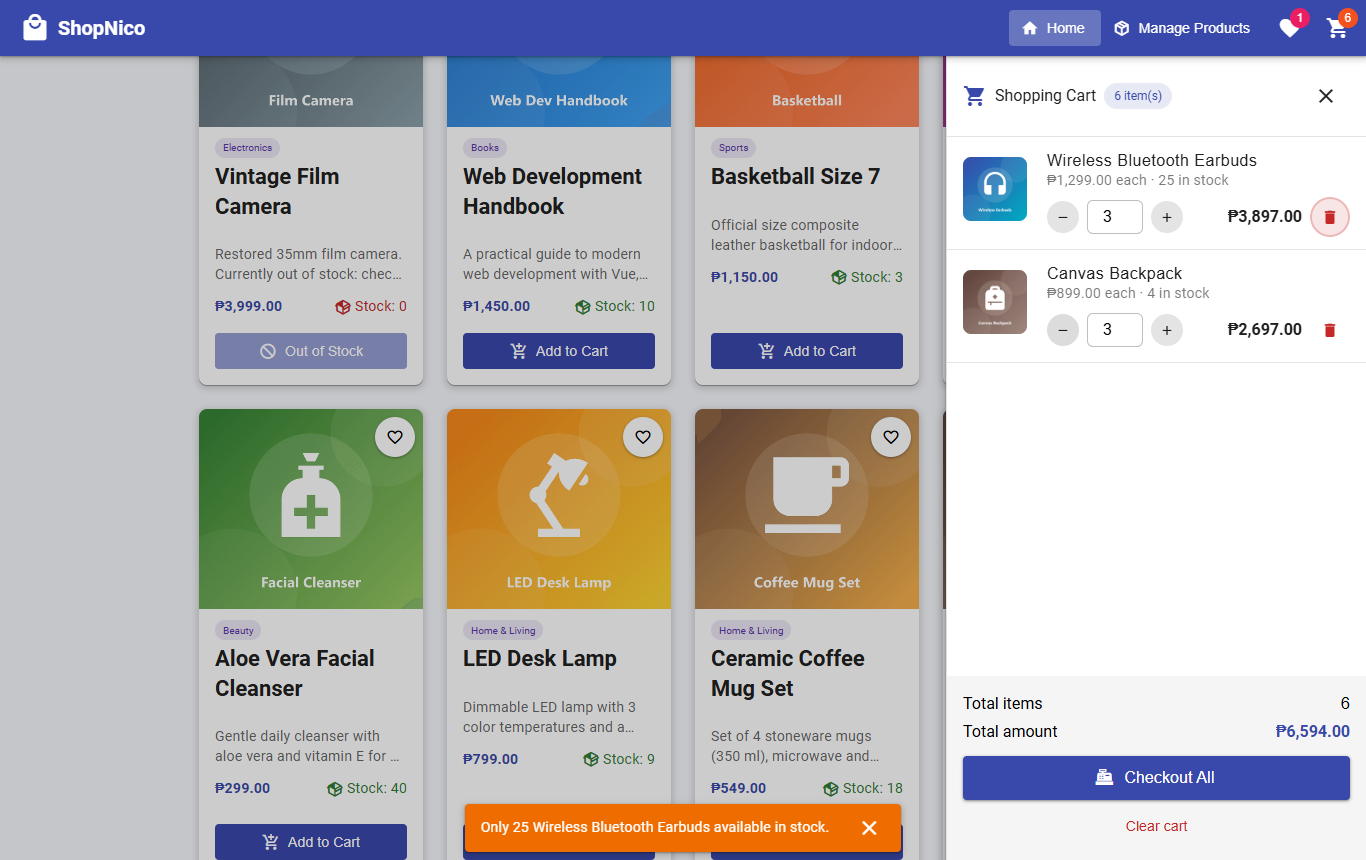 ShopNico
Home
Manage Products
1
6
Film Camera
Electronics
Vintage Film
Camera
Restored 35mm film camera.
Currently out of stock: chec…
₱3,999.00
Stock: 0
Out of Stock
Web Dev Handbook
Books
Web Development
Handbook
A practical guide to modern
web development with Vue,…
₱1,450.00
Stock: 10
Add to Cart
Basketball
Sports
Basketball Size 7
Official size composite
leather basketball for indoor…
₱1,150.00
Stock: 3
Add to Cart
Facial Cleanser
Beauty
Aloe Vera Facial
Cleanser
Gentle daily cleanser with
aloe vera and vitamin E for …
₱299.00
Stock: 40
Add to Cart
LED Desk Lamp
Home & Living
LED Desk Lamp
Dimmable LED lamp with 3
color temperatures and a…
₱799.00
Stock: 9
Coffee Mug Set
Home & Living
Ceramic Coffee
Mug Set
Set of 4 stoneware mugs
(350 ml), microwave and…
₱549.00
Stock: 18
Only 25 Wireless Bluetooth Earbuds available in stock.
Shopping Cart
6 item(s)
Wireless Earbuds
Wireless Bluetooth Earbuds
₱1,299.00 each · 25 in stock
− 3 +
₱3,897.00
Canvas Backpack
Canvas Backpack
₱899.00 each · 4 in stock
− 3 +
₱2,697.00
Total items 6
Total amount ₱6,594.00
Checkout All
Clear cart